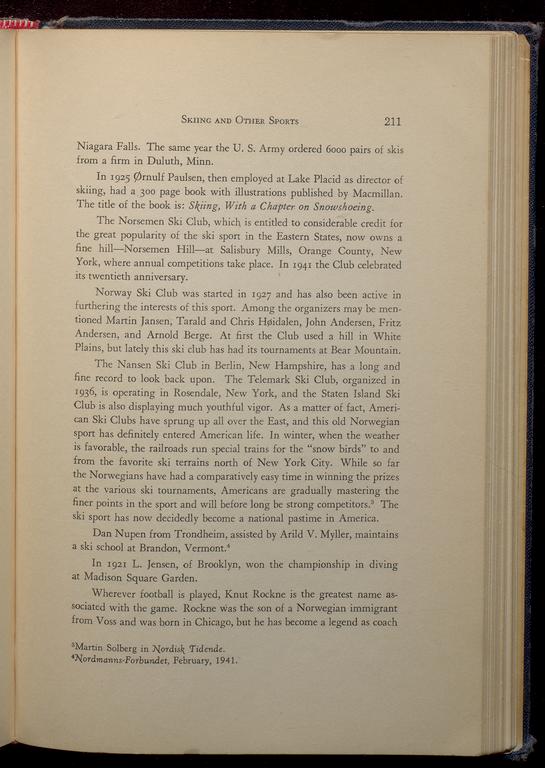 Skiing and Other Sports 211
Niagara Falls. The same year the U. S. Army ordered 6000 pairs of skis
from a firm in Duluth, Minn.
In 1925 Ørnulf Paulsen, then employed at Lake Placid as director of
skiing, had a 300 page book with illustrations published by Macmillan.
The title of the book is: Skiing, With a Chapter on Snowshoeing.
The Norsemen Ski Club, which is entitled to considerable credit for
the great popularity of the ski sport in the Eastern States, now owns a
fine hill—Norsemen Hill—at Salisbury Mills, Orange County, New
York, where annual competitions take place. In 1941 the Club celebrated
its twentieth anniversary.
Norway Ski Club was started in 1927 and has also been active in
furthering the interests of this sport. Among the organizers may be men-
tioned Martin Jansen, Tarald and Chris Høidalen, John Andersen, Fritz
Andersen, and Arnold Berge. At first the Club used a hill in White
Plains, but lately this ski club has had its tournaments at Bear Mountain.
The Nansen Ski Club in Berlin, New Hampshire, has a long and
fine record to look back upon. The Telemark Ski Club, organized in
1936, is operating in Rosendale, New York, and the Staten Island Ski
Club is also displaying much youthful vigor. As a matter of fact, Ameri-
can Ski Clubs have sprung up all over the East, and this old Norwegian
sport has definitely entered American life. In winter, when the weather
is favorable, the railroads run special trains for the "snow birds" to and
from the favorite ski terrains north of New York City. While so far
the Norwegians have had a comparatively easy time in winning the prizes
at the various ski tournaments, Americans are gradually mastering the
finer points in the sport and will before long be strong competitors.³ The
ski sport has now decidedly become a national pastime in America.
Dan Nupen from Trondheim, assisted by Arild V. Myller, maintains
a ski school at Brandon, Vermont.⁴
In 1921 L. Jensen, of Brooklyn, won the championship in diving
at Madison Square Garden.
Wherever football is played, Knut Rockne is the greatest name as-
sociated with the game. Rockne was the son of a Norwegian immigrant
from Voss and was born in Chicago, but he has become a legend as coach
³Martin Solberg in Nordisk Tidende.
⁴Nordmanns-Forbundet, February, 1941.